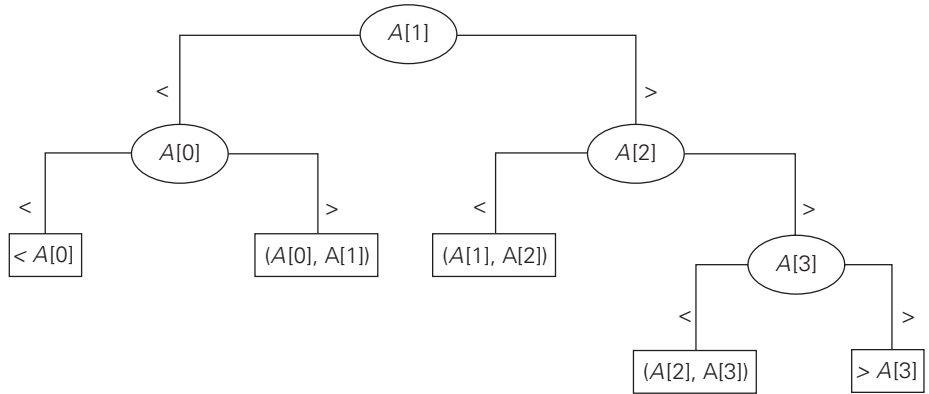 A[1]
< >
A[0] A[2]
< > < >
< A[0] (A[0], A[1]) (A[1], A[2]) A[3]
< >
(A[2], A[3]) > A[3]